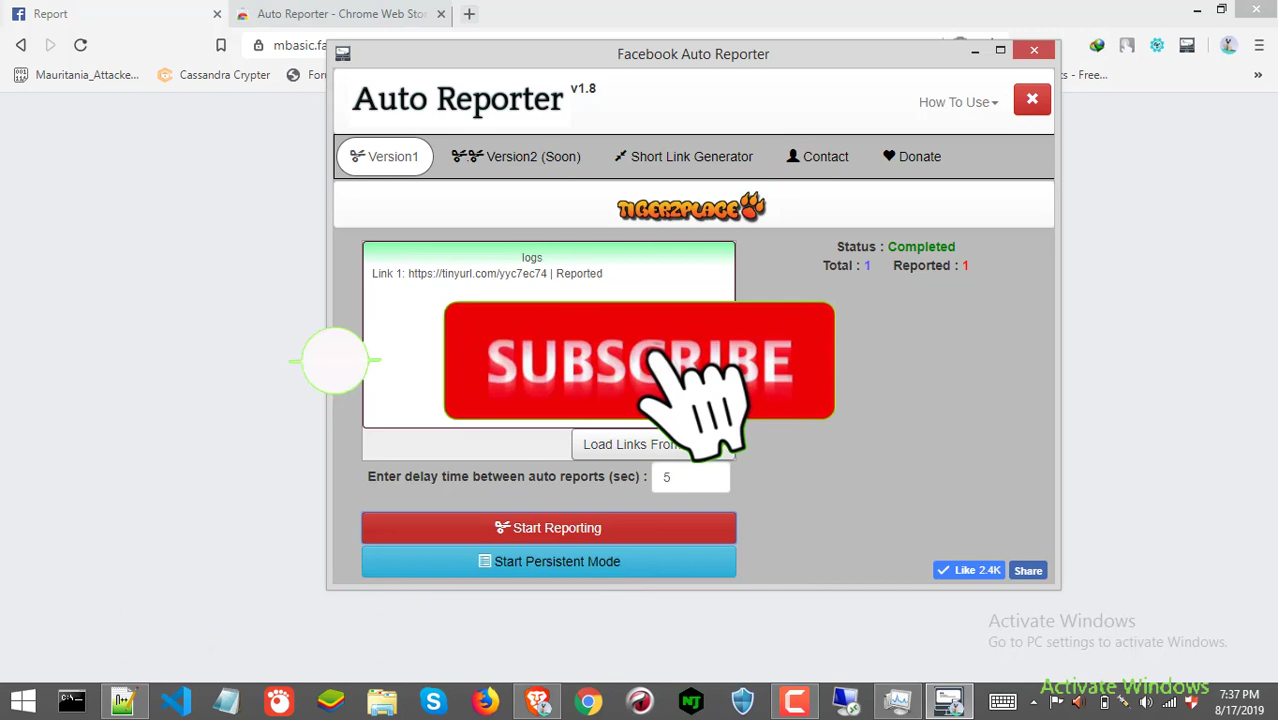 Report
Auto Reporter - Chrome Web Sto
mbasic.fa
Mauritania_Attacke...
Cassandra Crypter
For
s - Free...
Facebook Auto Reporter
Auto Reporter v1.8
How To Use
Version1
Version2 (Soon)
Short Link Generator
Contact
Donate
TIGER2PLACE
logs
Link 1: https://tinyurl.com/yyc7ec74 | Reported
Status : Completed
Total : 1 Reported : 1
SUBSCRIBE
Load Links From
Enter delay time between auto reports (sec) : 5
Start Reporting
Start Persistent Mode
Like 2.4K
Share
Activate Windows
Go to PC settings to activate Windows.
Activate Windows
7:37 PM
8/17/2019